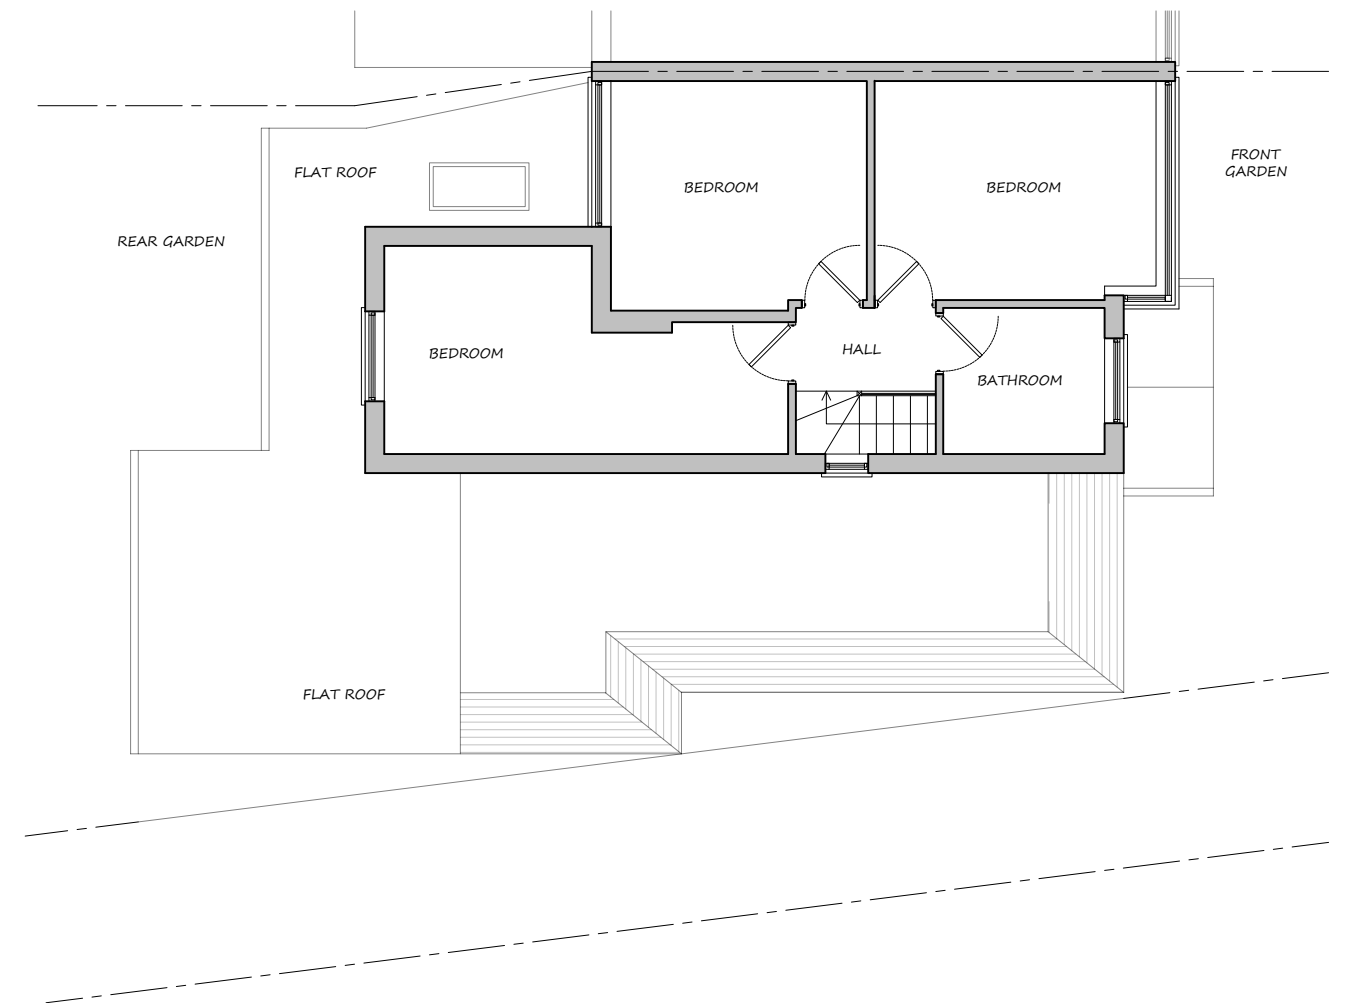 FRONT
GARDEN
FLAT ROOF
BEDROOM
BEDROOM
REAR GARDEN
BEDROOM
HALL
BATHROOM
FLAT ROOF